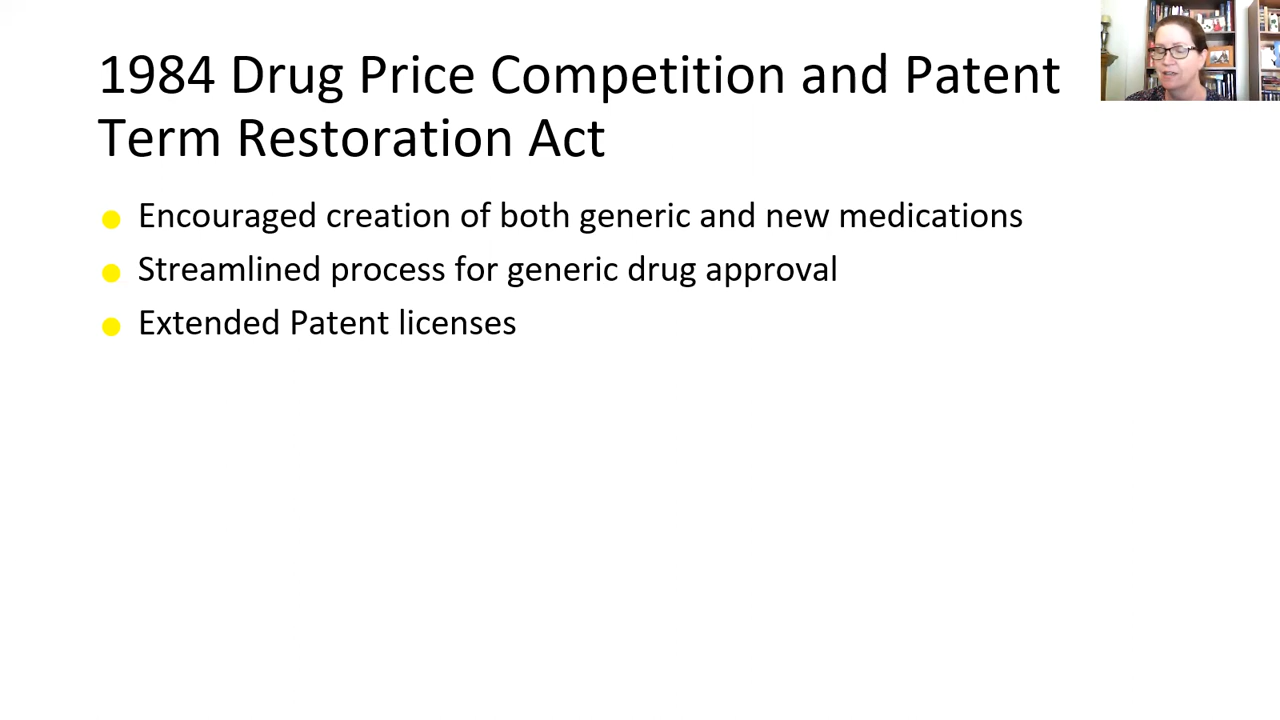 1984 Drug Price Competition and Patent
Term Restoration Act
Encouraged creation of both generic and new medications
Streamlined process for generic drug approval
Extended Patent licenses